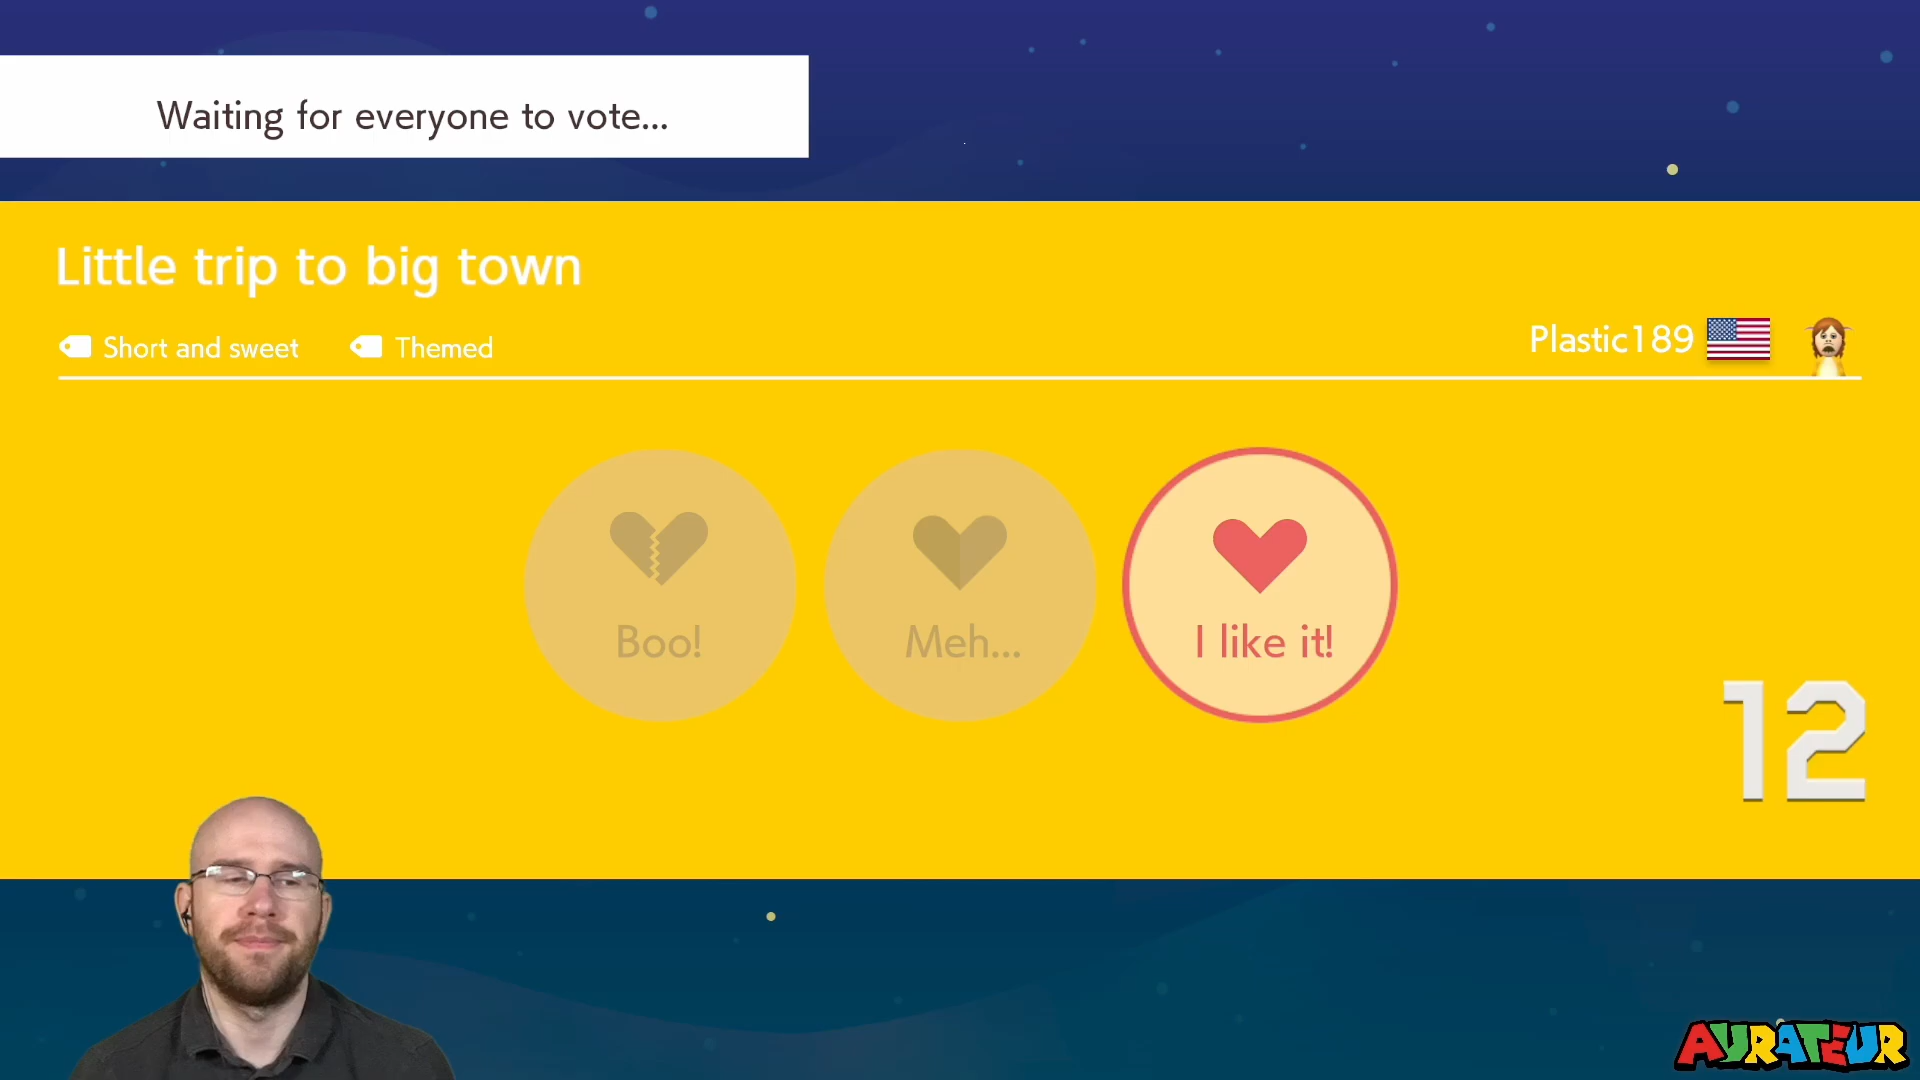 Waiting for everyone to vote...
Little trip to big town
Short and sweet Themed
Plastic189
Boo! Meh... I like it!
12
AURATEUR